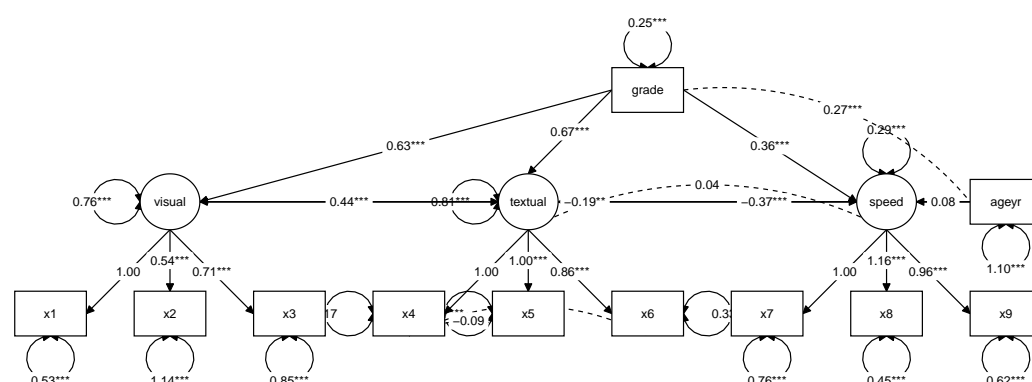 0.25***
grade
0.27***
0.63***
0.67***
0.36***
0.29***
0.04
0.76***
visual
0.44***
0.81***
textual
−0.19**
−0.37***
speed
0.08
ageyr
1.00
0.54***
0.71***
1.00
1.00***
0.86***
1.00
1.16***
0.96***
1.10***
x1
x2
x3
x4
−0.09
x5
x6
x7
x8
x9
0.53***
1.14***
0.85***
0.76***
0.45***
0.62***